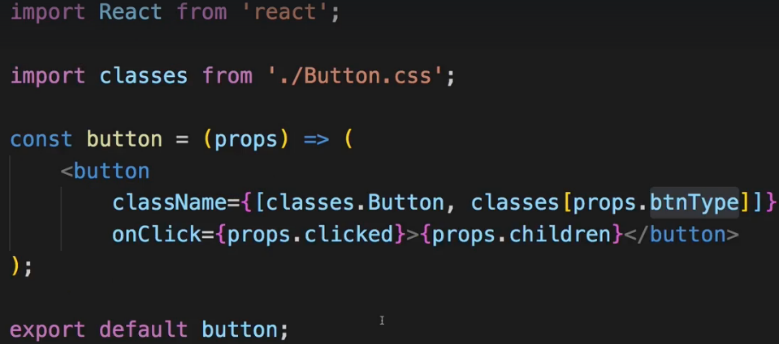 import React from 'react';
import classes from './Button.css';
const button = (props) => (
<button
className={[classes.Button, classes[props.btnType]]}
onClick={props.clicked}>{props.children}</button>
);
export default button;